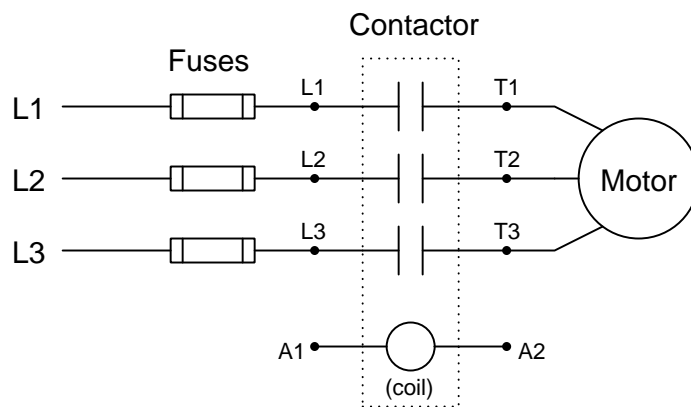 Contactor
Fuses
L1
L1
T1
L2
L2
T2
Motor
L3
L3
T3
A1
A2
(coil)